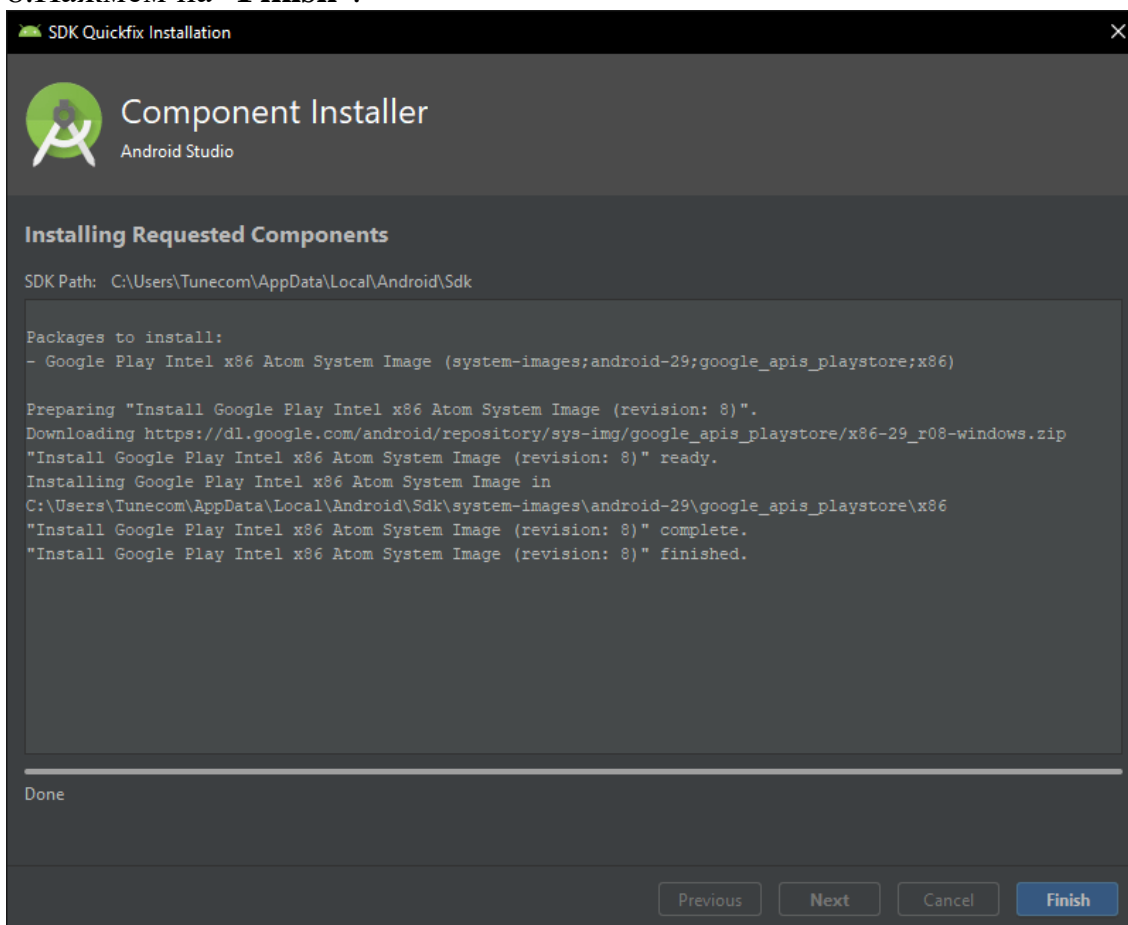 8.Нажмем на "Finish".
SDK Quickfix Installation
Component Installer
Android Studio
Installing Requested Components
SDK Path: C:\Users\Tunecom\AppData\Local\Android\Sdk
Packages to install:
- Google Play Intel x86 Atom System Image (system-images;android-29;google_apis_playstore;x86)
Preparing "Install Google Play Intel x86 Atom System Image (revision: 8)".
Downloading https://dl.google.com/android/repository/sys-img/google_apis_playstore/x86-29_r08-windows.zip
"Install Google Play Intel x86 Atom System Image (revision: 8)" ready.
Installing Google Play Intel x86 Atom System Image in
C:\Users\Tunecom\AppData\Local\Android\Sdk\system-images\android-29\google_apis_playstore\x86
"Install Google Play Intel x86 Atom System Image (revision: 8)" complete.
"Install Google Play Intel x86 Atom System Image (revision: 8)" finished.
Done
Previous Next Cancel Finish